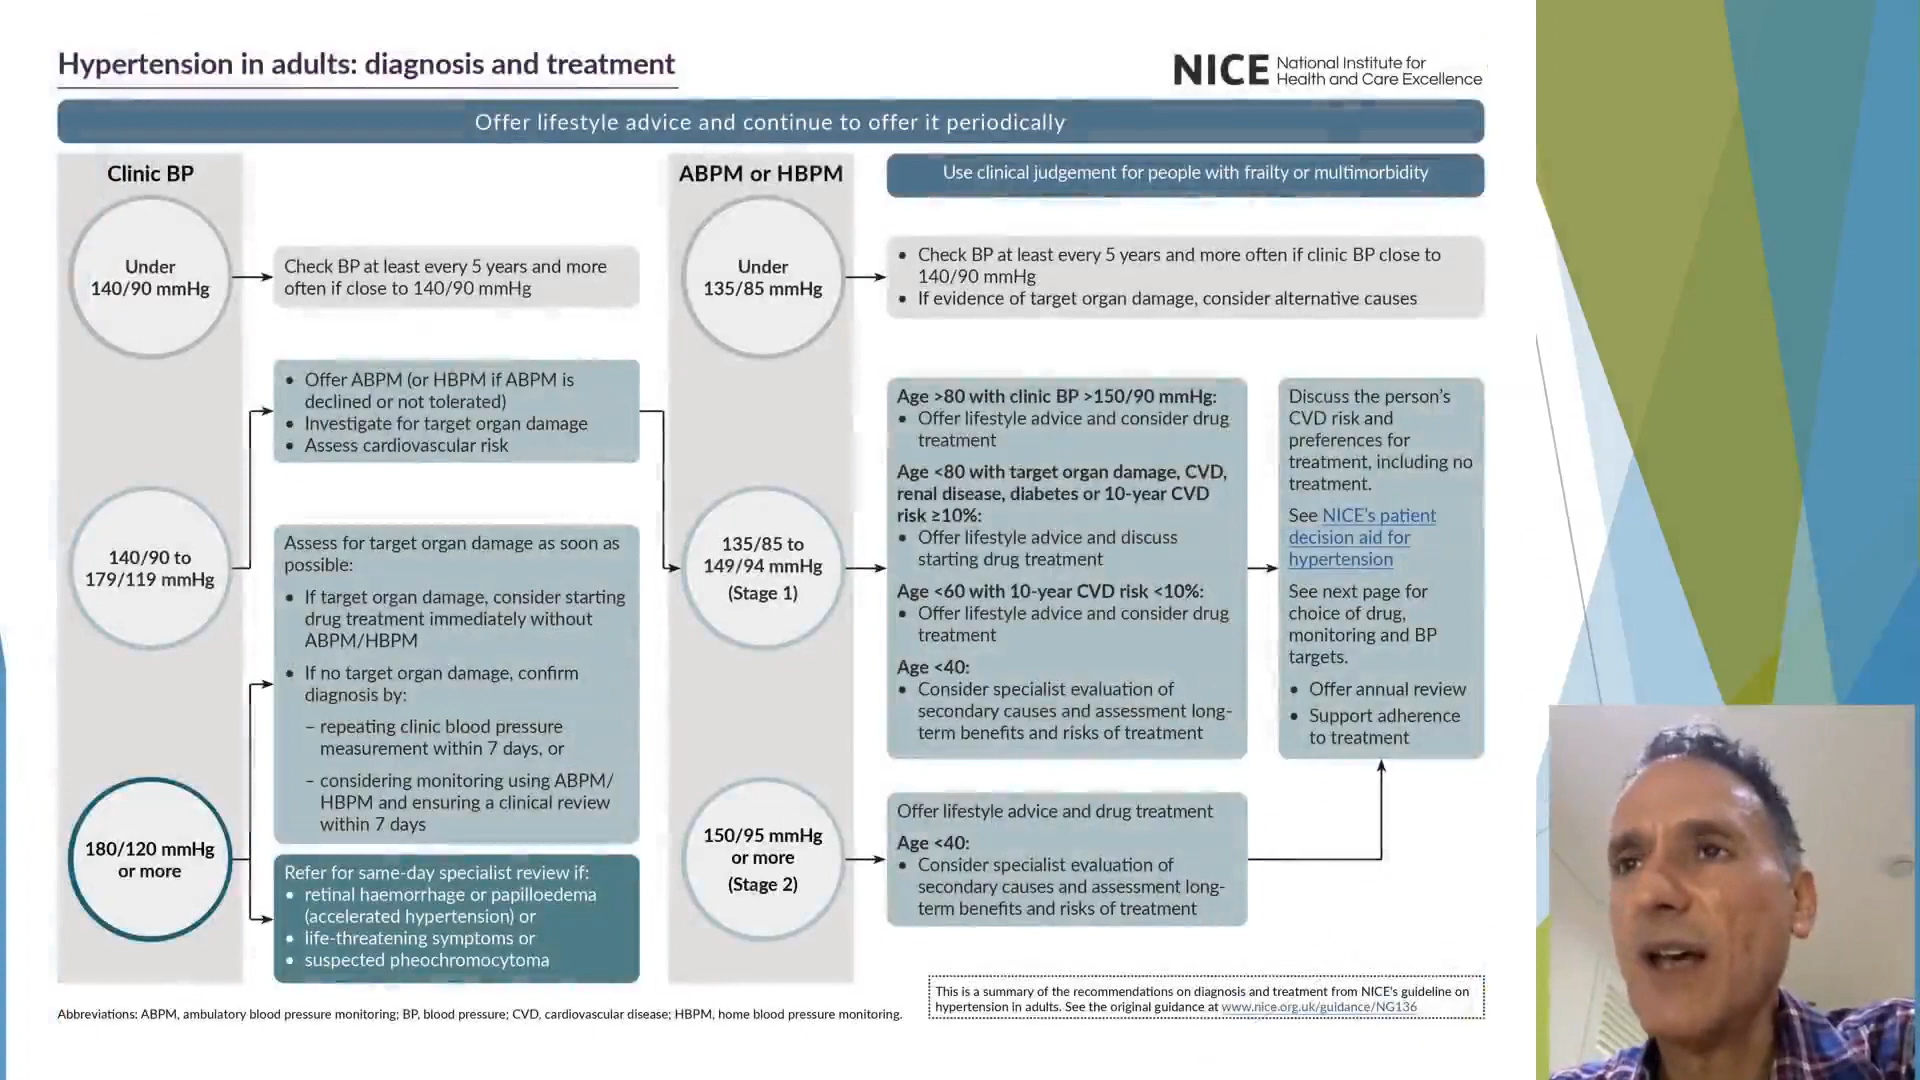 Hypertension in adults: diagnosis and treatment
NICE National Institute for
Health and Care Excellence
Offer lifestyle advice and continue to offer it periodically
Clinic BP
Under
140/90 mmHg
Check BP at least every 5 years and more
often if close to 140/90 mmHg
• Offer ABPM (or HBPM if ABPM is
declined or not tolerated)
• Investigate for target organ damage
• Assess cardiovascular risk
140/90 to
179/119 mmHg
Assess for target organ damage as soon as
possible:
• If target organ damage, consider starting
drug treatment immediately without
ABPM/HBPM
• If no target organ damage, confirm
diagnosis by:
– repeating clinic blood pressure
measurement within 7 days, or
– considering monitoring using ABPM/
HBPM and ensuring a clinical review
within 7 days
180/120 mmHg
or more
Refer for same-day specialist review if:
• retinal haemorrhage or papilloedema
(accelerated hypertension) or
• life-threatening symptoms or
• suspected pheochromocytoma
ABPM or HBPM
Use clinical judgement for people with frailty or multimorbidity
Under
135/85 mmHg
• Check BP at least every 5 years and more often if clinic BP close to
140/90 mmHg
• If evidence of target organ damage, consider alternative causes
135/85 to
149/94 mmHg
(Stage 1)
Age >80 with clinic BP >150/90 mmHg:
• Offer lifestyle advice and consider drug
treatment
Age <80 with target organ damage, CVD,
renal disease, diabetes or 10-year CVD
risk ≥10%:
• Offer lifestyle advice and discuss
starting drug treatment
Age <60 with 10-year CVD risk <10%:
• Offer lifestyle advice and consider drug
treatment
Age <40:
• Consider specialist evaluation of
secondary causes and assessment long-
term benefits and risks of treatment
Discuss the person's
CVD risk and
preferences for
treatment, including no
treatment.
See NICE's patient
decision aid for
hypertension
See next page for
choice of drug,
monitoring and BP
targets.
• Offer annual review
• Support adherence
to treatment
150/95 mmHg
or more
(Stage 2)
Offer lifestyle advice and drug treatment
Age <40:
• Consider specialist evaluation of
secondary causes and assessment long-
term benefits and risks of treatment
This is a summary of the recommendations on diagnosis and treatment from NICE's guideline on
hypertension in adults. See the original guidance at www.nice.org.uk/guidance/NG136
Abbreviations: ABPM, ambulatory blood pressure monitoring; BP, blood pressure; CVD, cardiovascular disease; HBPM, home blood pressure monitoring.